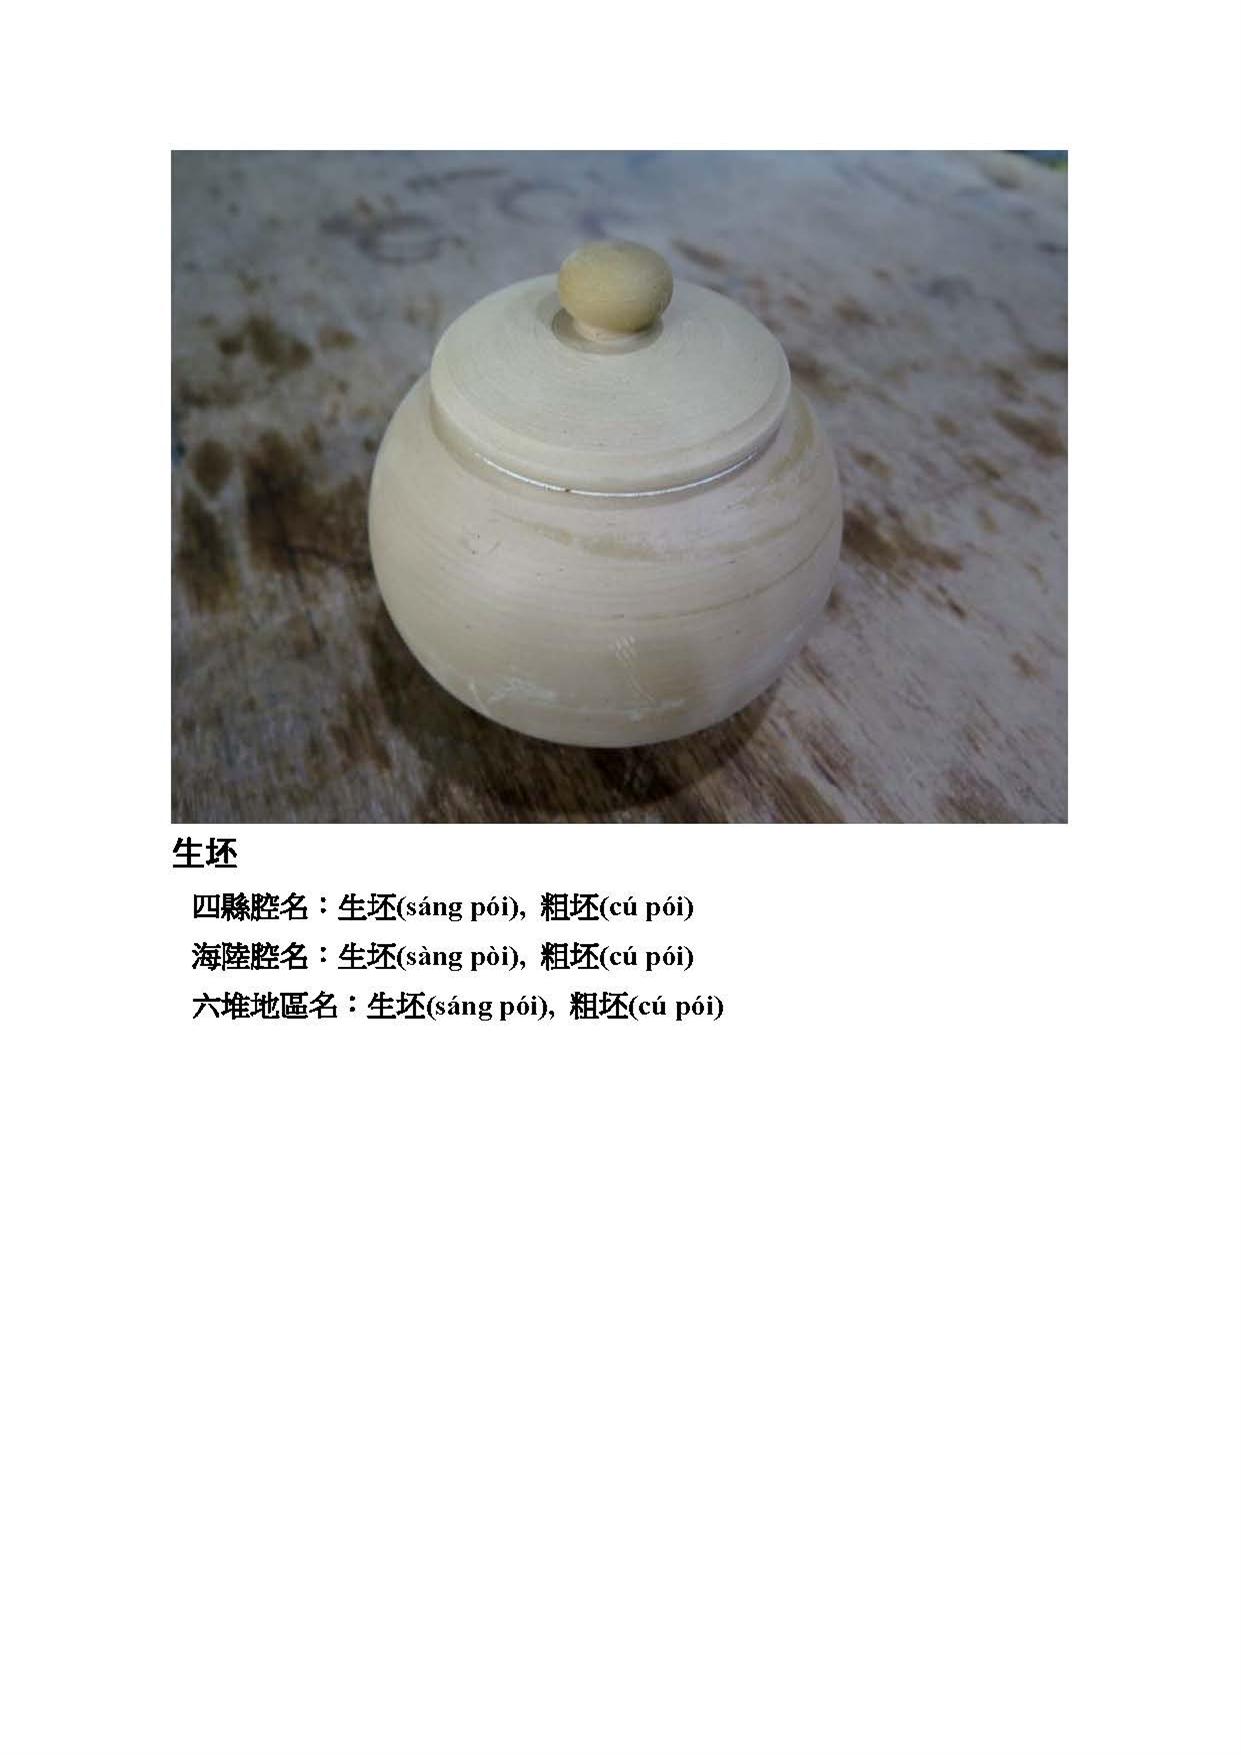 生坯
四縣腔名：生坯(sáng pói), 粗坯(cú pói)
海陸腔名：生坯(sàng pòi), 粗坯(cú pói)
六堆地區名：生坯(sáng pói), 粗坯(cú pói)